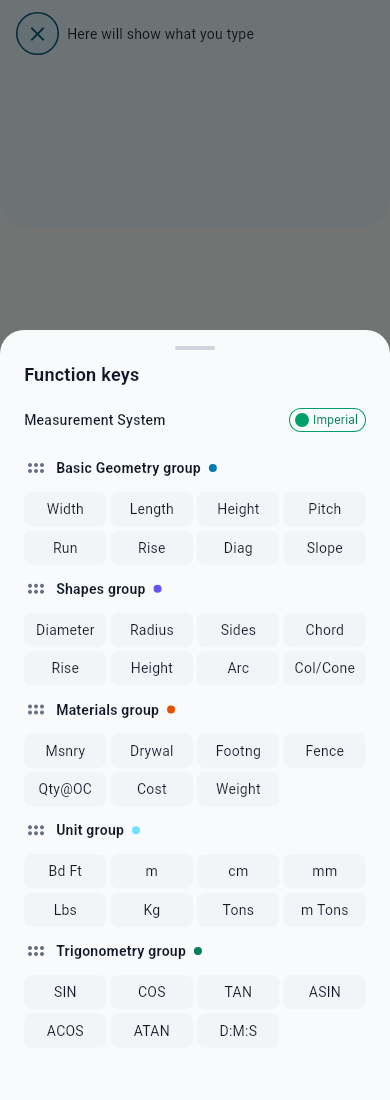 Here will show what you type
Function keys
Measurement System Imperial
Basic Geometry group
Width Length Height Pitch
Run Rise Diag Slope
Shapes group
Diameter Radius Sides Chord
Rise Height Arc Col/Cone
Materials group
Msnry Drywal Footng Fence
Qty@OC Cost Weight
Unit group
Bd Ft m cm mm
Lbs Kg Tons m Tons
Trigonometry group
SIN COS TAN ASIN
ACOS ATAN D:M:S